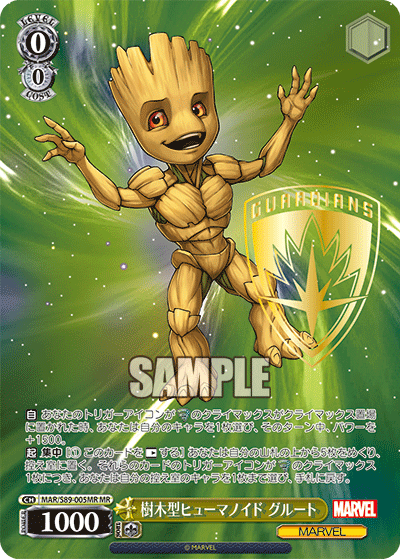 LEVEL
0
0
COST
GUARDIANS
SAMPLE
自 あなたのトリガーアイコンが のクライマックスがクライマックス置場
に置かれた時、あなたは自分のキャラを1枚選び、そのターン中、パワーを
+1500。
起 集中 [① このカードを する] あなたは自分の山札の上から5枚をめくり、
控え室に置く。それらのカードのトリガーアイコンが のクライマックス1枚に
つき、あなたは自分の控え室のキャラを1枚まで選び、手札に戻す。
CH MAR/S89-005MR MR
樹木型ヒューマノイド グルート
MARVEL
POWER
1000
MARVEL
© MARVEL